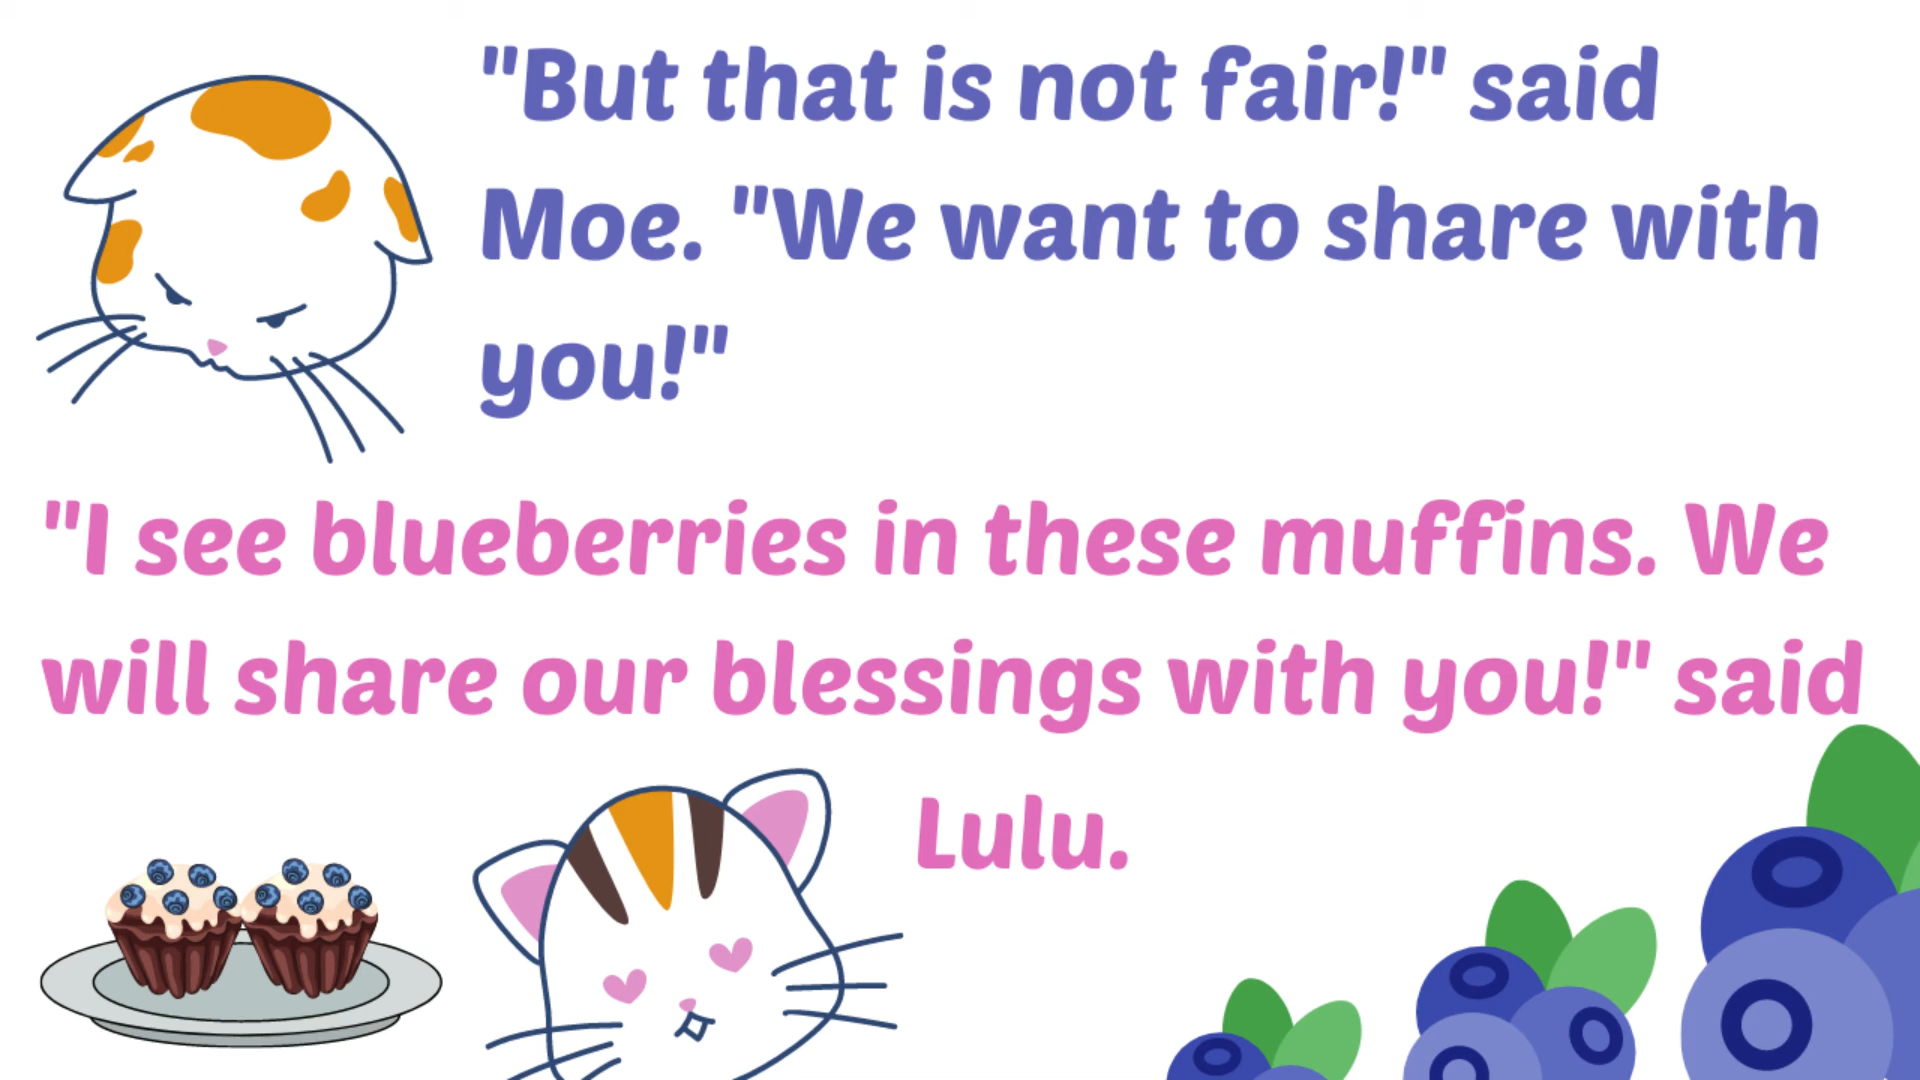 "But that is not fair!" said
Moe. "We want to share with
you!"
"I see blueberries in these muffins. We
will share our blessings with you!" said
Lulu.